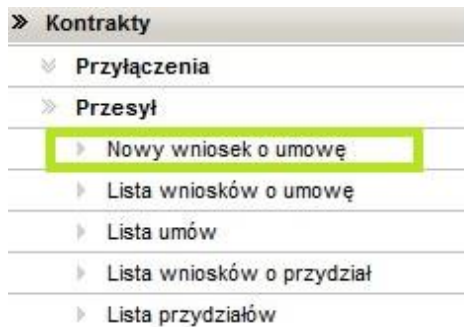 Kontrakty
Przyłączenia
Przesył
Nowy wniosek o umowę
Lista wniosków o umowę
Lista umów
Lista wniosków o przydział
Lista przydziałów